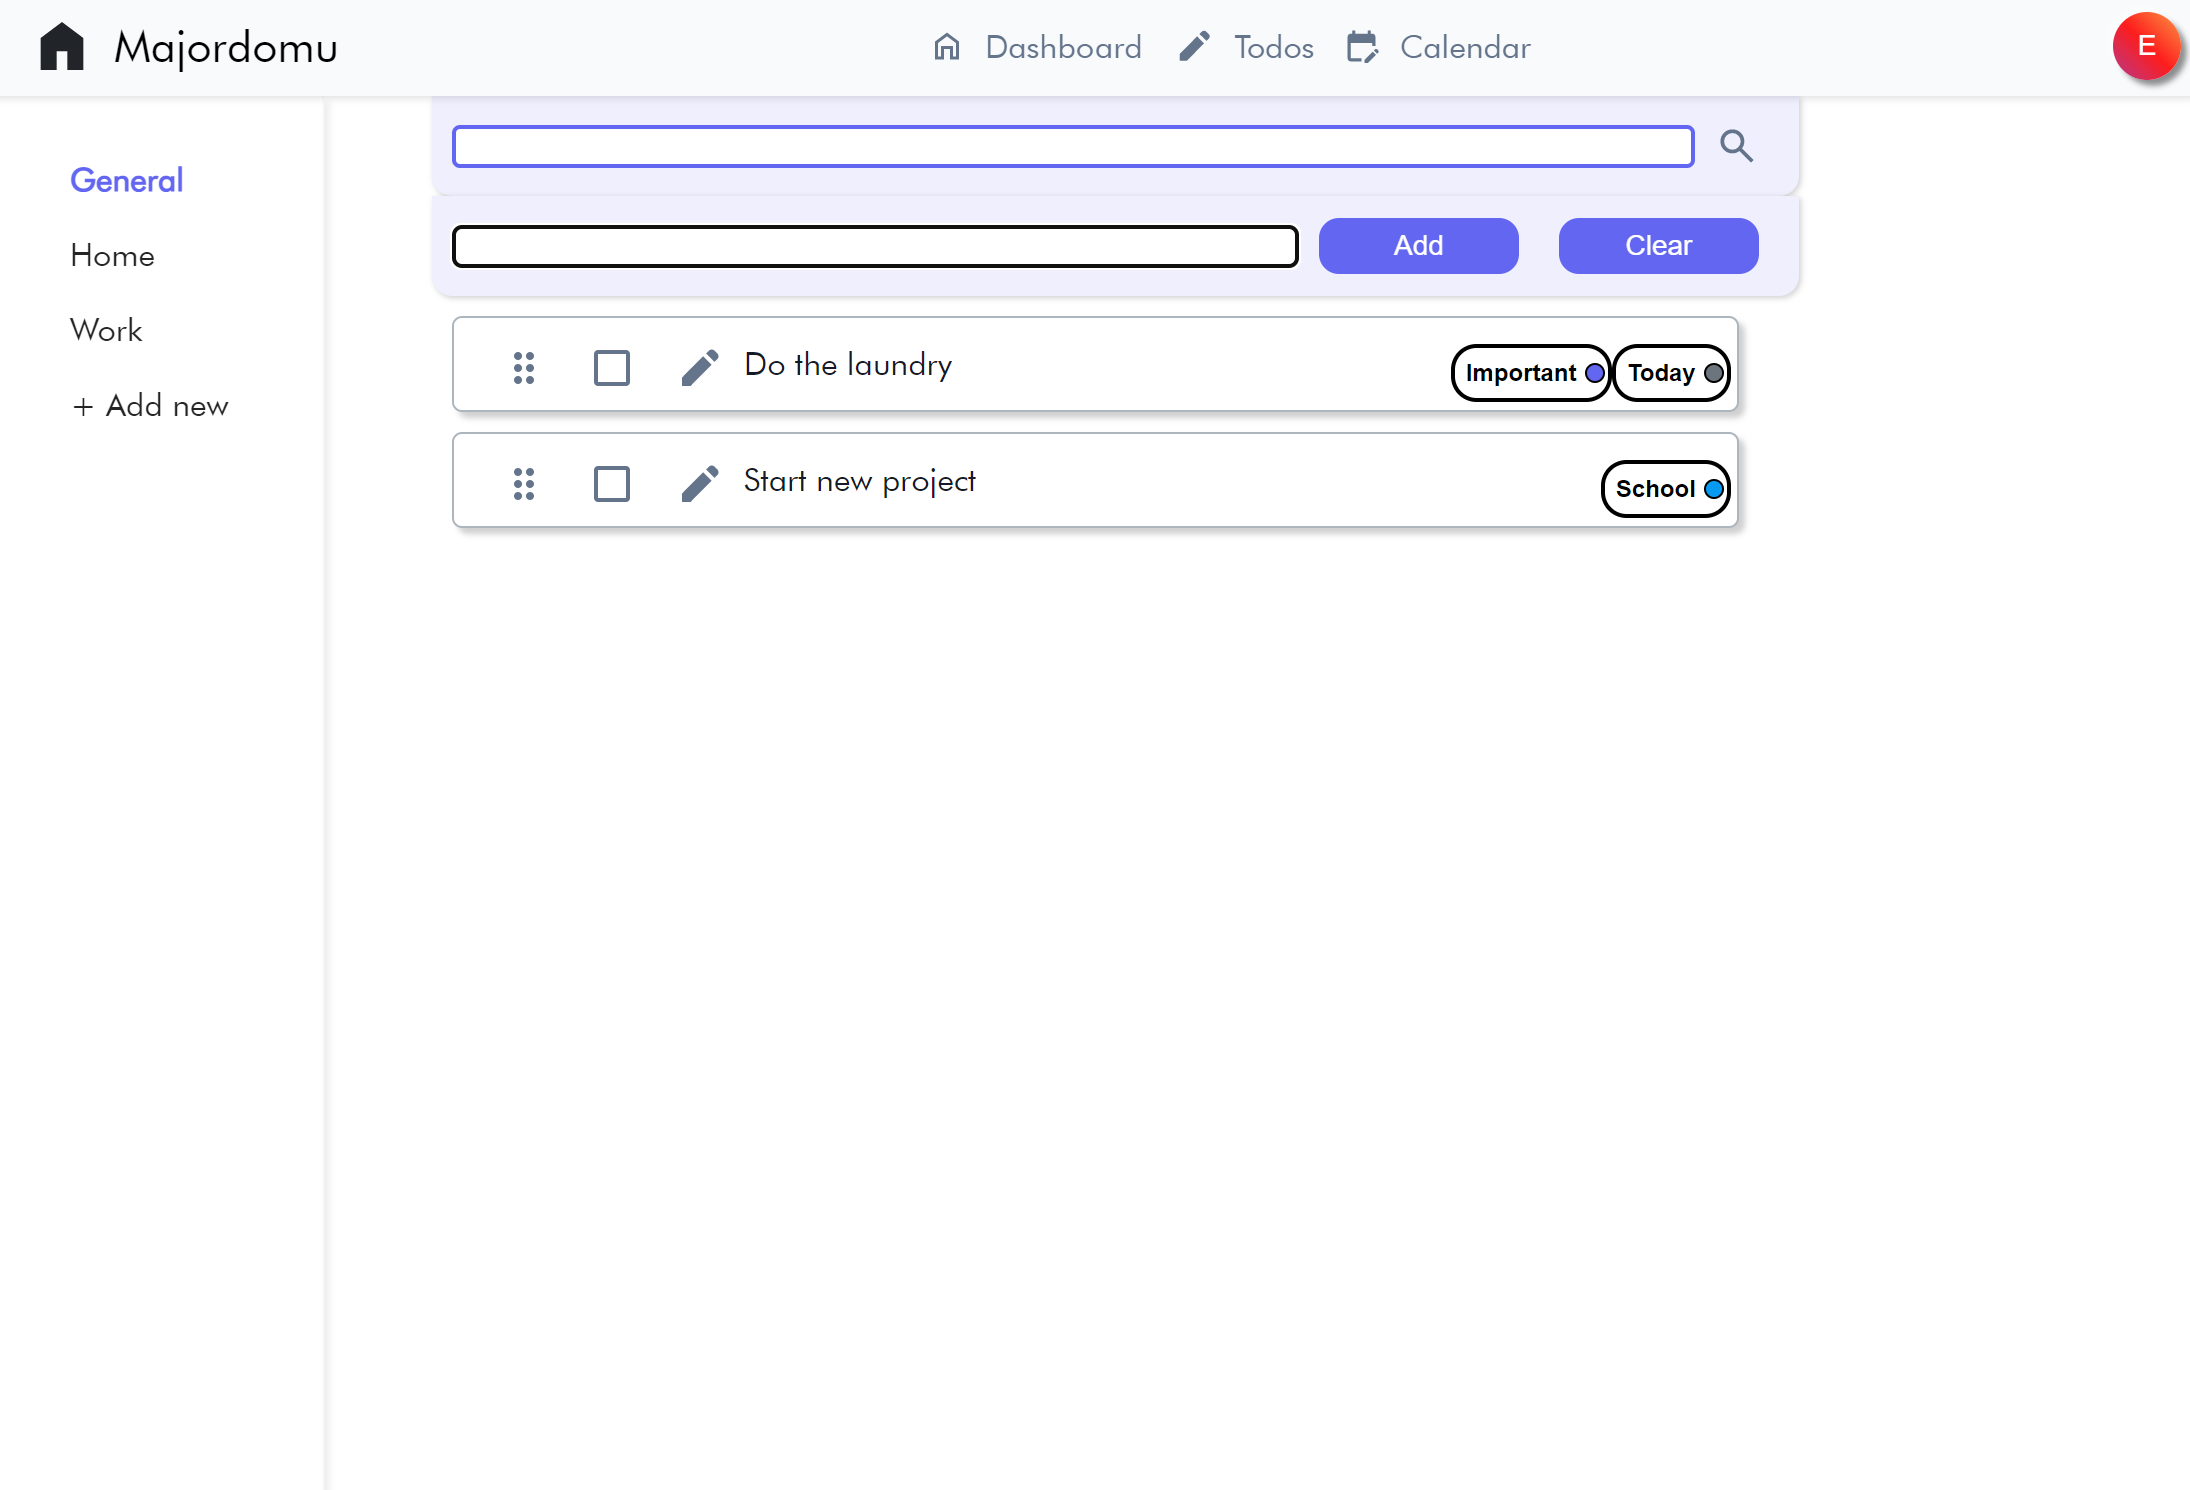 Majordomu
Dashboard
Todos
Calendar
E
General
Home
Work
+ Add new
Add
Clear
Do the laundry
Important
Today
Start new project
School